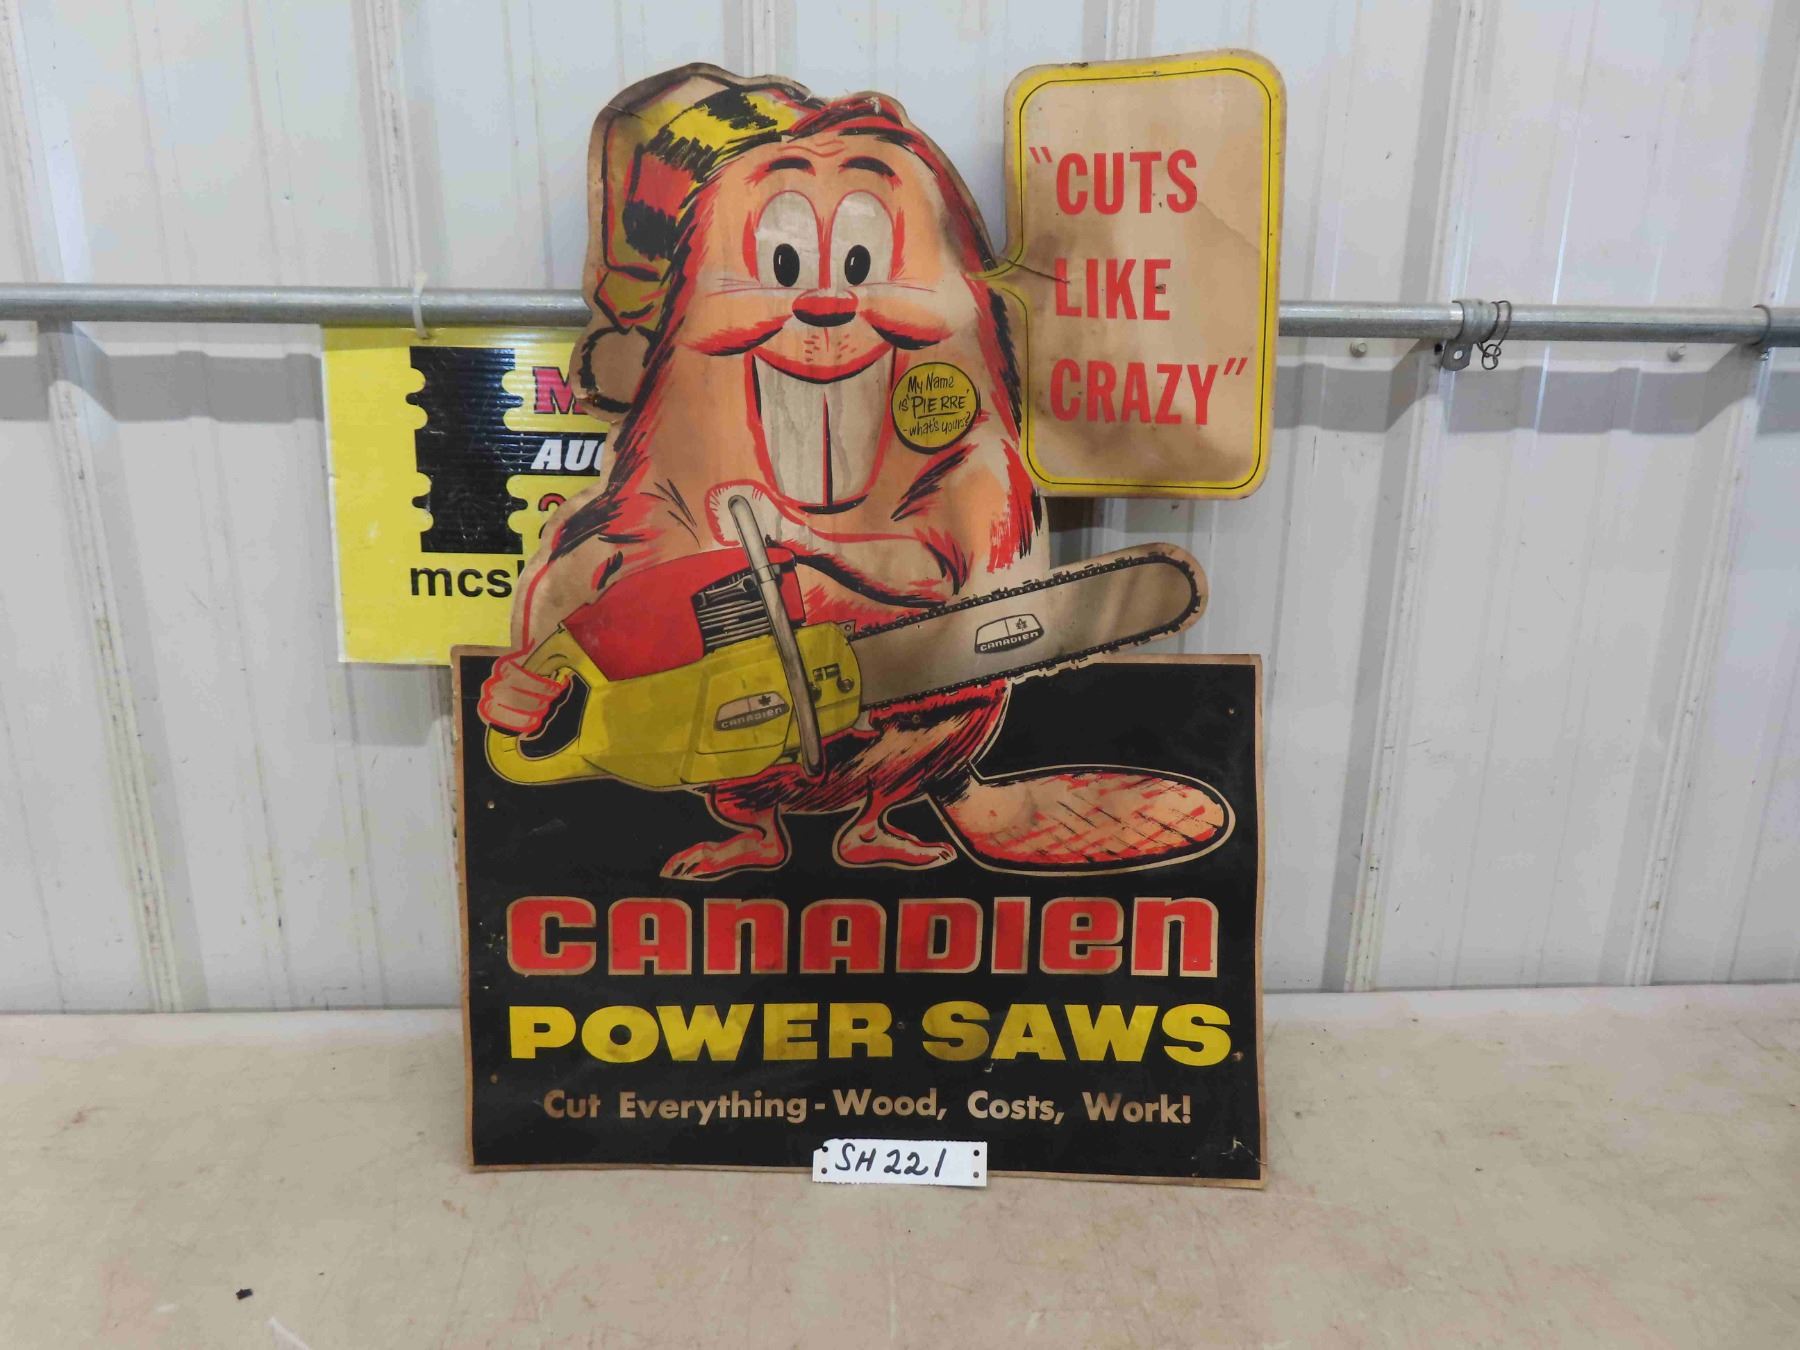 "CUTS
LIKE
CRAZY"
My Name
is 'PIERRE'
- what's yours?
CANADIEN
CANADIEN
CANADIEN
POWER SAWS
Cut Everything - Wood, Costs, Work!
SH221